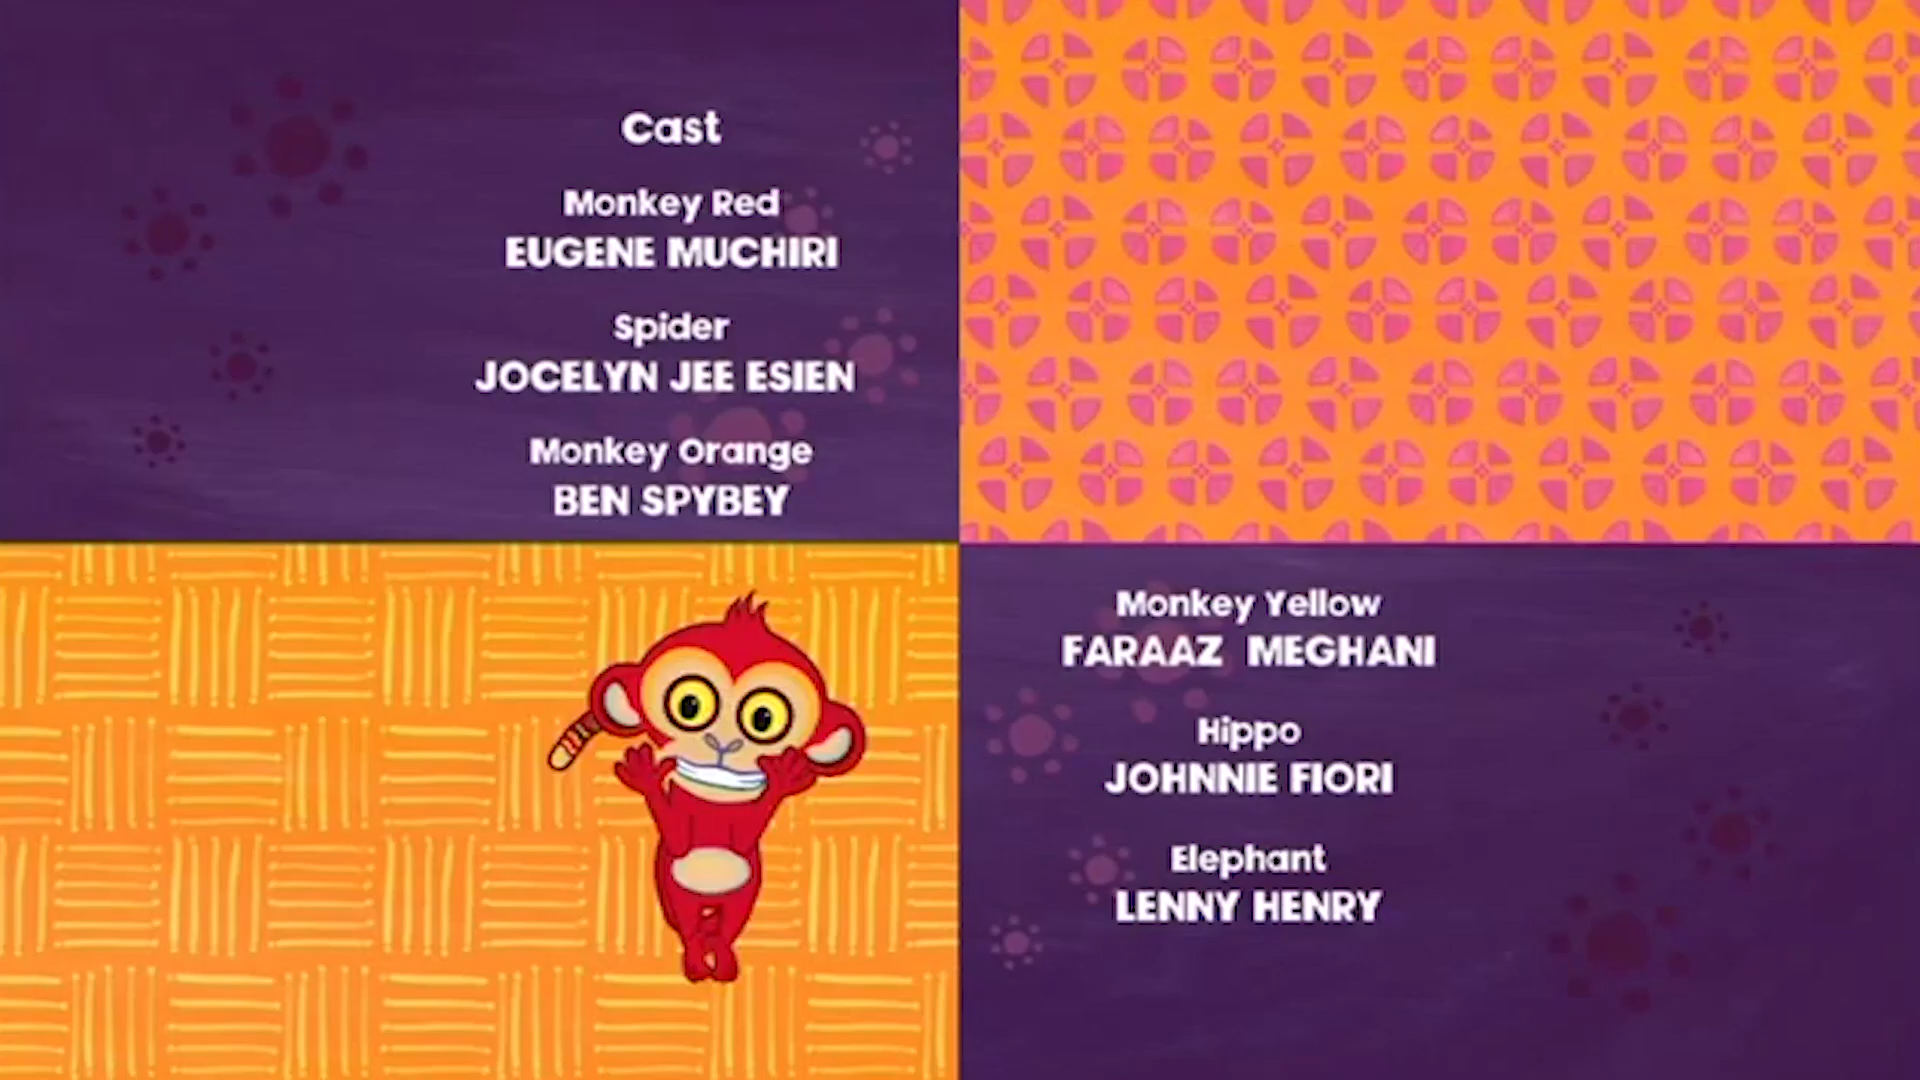 Cast
Monkey Red
EUGENE MUCHIRI
Spider
JOCELYN JEE ESIEN
Monkey Orange
BEN SPYBEY
Monkey Yellow
FARAAZ MEGHANI
Hippo
JOHNNIE FIORI
Elephant
LENNY HENRY